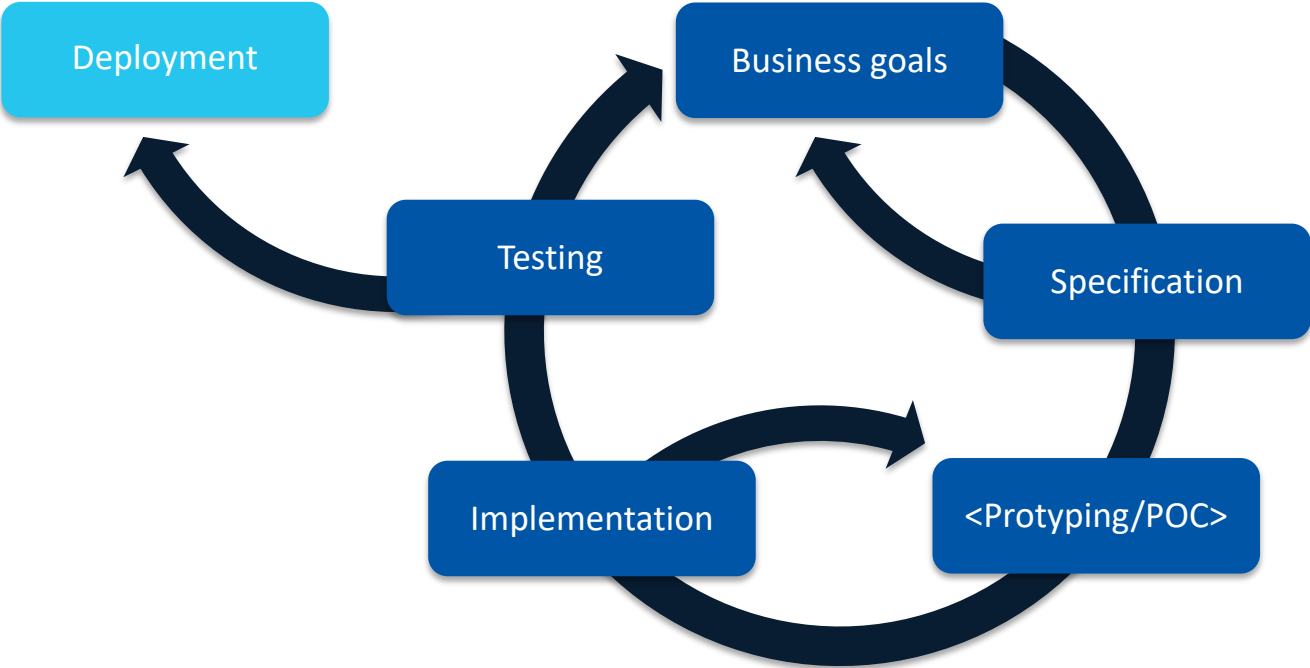 Deployment
Business goals
Testing
Specification
Implementation
<Protyping/POC>